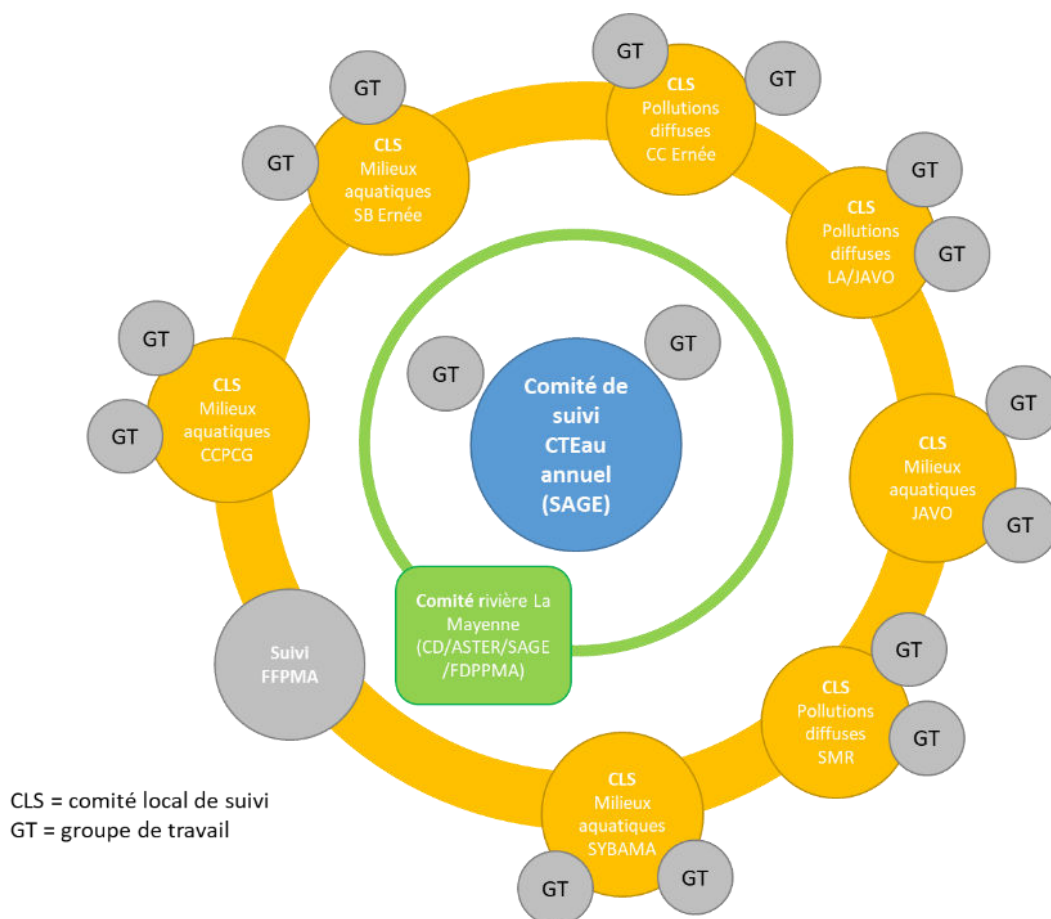 GT
GT
CLS
Pollutions
diffuses
CC Ernée
GT
GT
CLS
Milieux
aquatiques
SB Ernée
GT
GT
CLS
Pollutions
diffuses
LA/JAVO
GT
GT
CLS
Milieux
aquatiques
CCPCG
GT
GT
GT
Comité de
suivi
CTEau
annuel
(SAGE)
GT
CLS
Milieux
aquatiques
JAVO
GT
Comité rivière La
Mayenne
(CD/ASTER/SAGE
/FDPPMA)
Suivi
FFPMA
GT
CLS
Pollutions
diffuses
SMR
GT
CLS
Milieux
aquatiques
SYBAMA
GT
GT
CLS = comité local de suivi
GT = groupe de travail